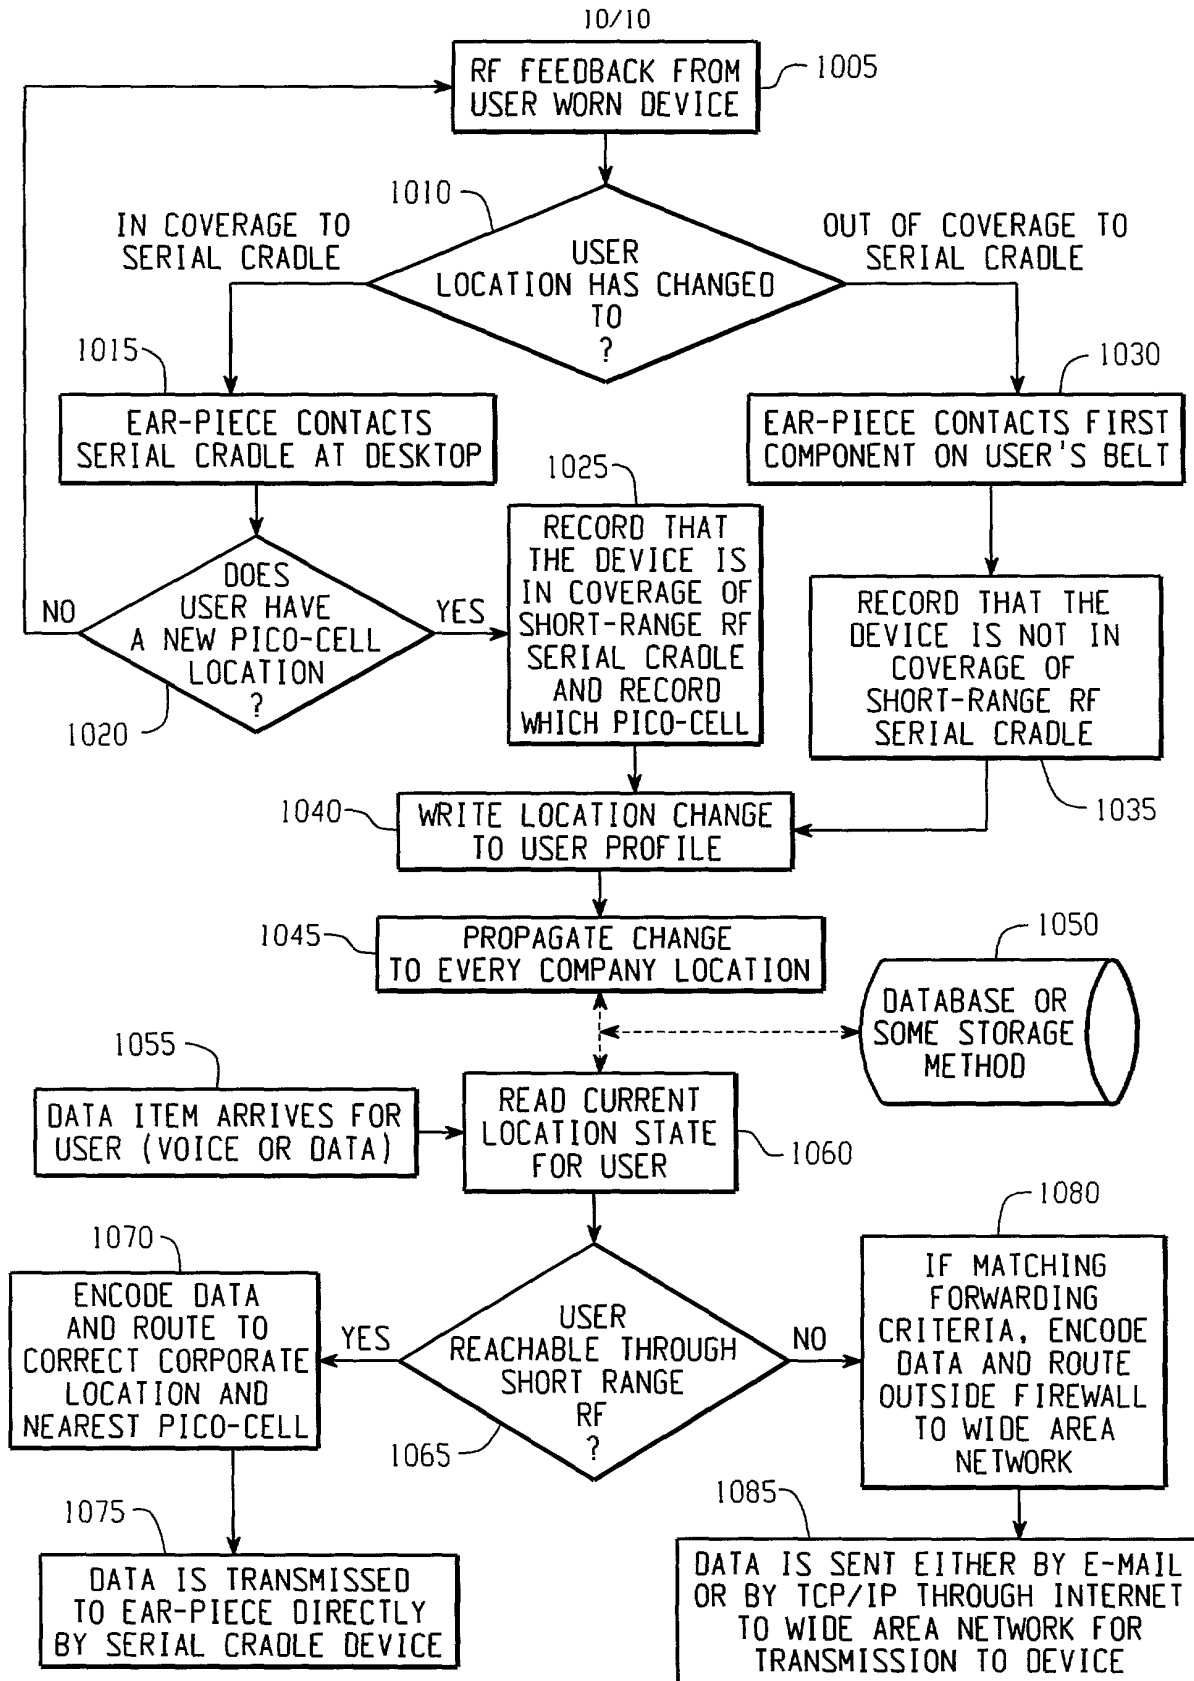 10/10
RF FEEDBACK FROM
USER WORN DEVICE
1005
1010
IN COVERAGE TO
SERIAL CRADLE
OUT OF COVERAGE TO
SERIAL CRADLE
USER
LOCATION HAS CHANGED
TO
?
1015
EAR-PIECE CONTACTS
SERIAL CRADLE AT DESKTOP
1030
EAR-PIECE CONTACTS FIRST
COMPONENT ON USER'S BELT
1025
RECORD THAT
THE DEVICE IS
IN COVERAGE OF
SHORT-RANGE RF
SERIAL CRADLE
AND RECORD
WHICH PICO-CELL
DOES
USER HAVE
A NEW PICO-CELL
LOCATION
?
NO
YES
1020
RECORD THAT THE
DEVICE IS NOT IN
COVERAGE OF
SHORT-RANGE RF
SERIAL CRADLE
1035
1040
WRITE LOCATION CHANGE
TO USER PROFILE
1045
PROPAGATE CHANGE
TO EVERY COMPANY LOCATION
1050
DATABASE OR
SOME STORAGE
METHOD
1055
DATA ITEM ARRIVES FOR
USER (VOICE OR DATA)
READ CURRENT
LOCATION STATE
FOR USER
1060
1070
ENCODE DATA
AND ROUTE TO
CORRECT CORPORATE
LOCATION AND
NEAREST PICO-CELL
YES
USER
REACHABLE THROUGH
SHORT RANGE
RF
?
NO
1065
1080
IF MATCHING
FORWARDING
CRITERIA, ENCODE
DATA AND ROUTE
OUTSIDE FIREWALL
TO WIDE AREA
NETWORK
1075
DATA IS TRANSMISSED
TO EAR-PIECE DIRECTLY
BY SERIAL CRADLE DEVICE
1085
DATA IS SENT EITHER BY E-MAIL
OR BY TCP/IP THROUGH INTERNET
TO WIDE AREA NETWORK FOR
TRANSMISSION TO DEVICE